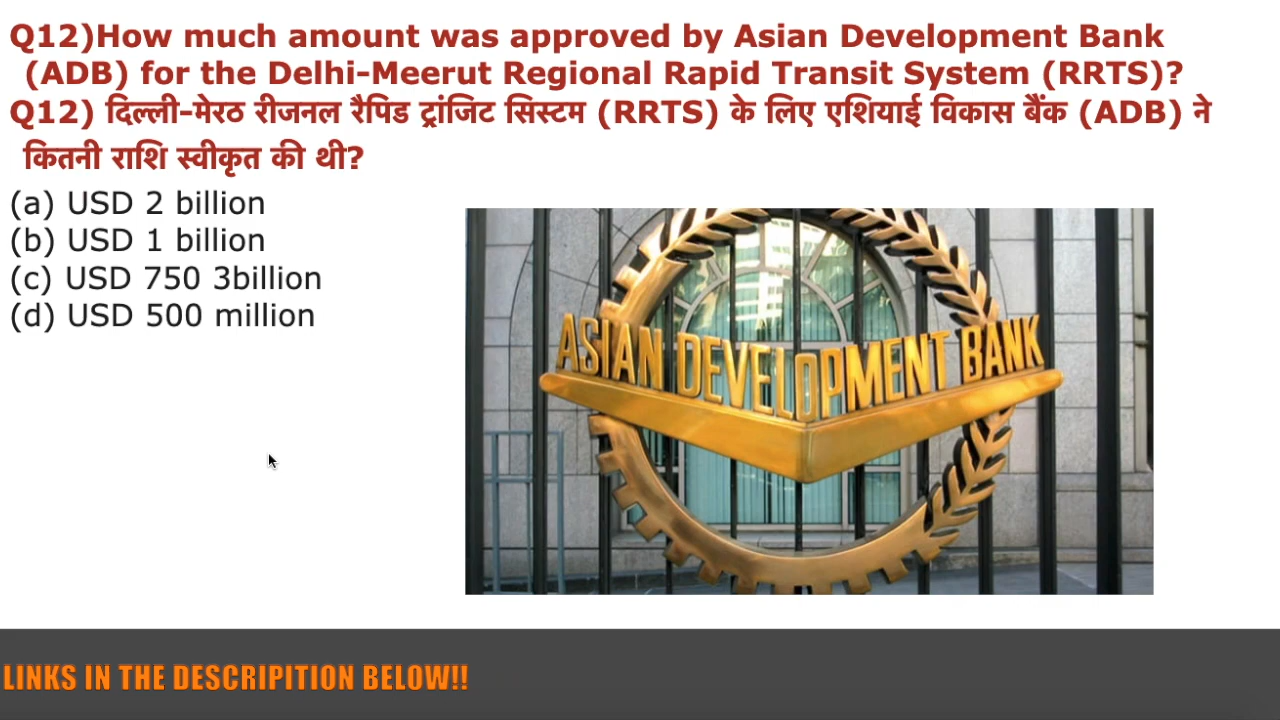 Q12)How much amount was approved by Asian Development Bank
(ADB) for the Delhi-Meerut Regional Rapid Transit System (RRTS)?
Q12) दिल्ली-मेरठ रीजनल रैपिड ट्रांजिट सिस्टम (RRTS) के लिए एशियाई विकास बैंक (ADB) ने
कितनी राशि स्वीकृत की थी?
(a) USD 2 billion
(b) USD 1 billion
(c) USD 750 3billion
(d) USD 500 million
ASIAN DEVELOPMENT BANK
LINKS IN THE DESCRIPITION BELOW!!